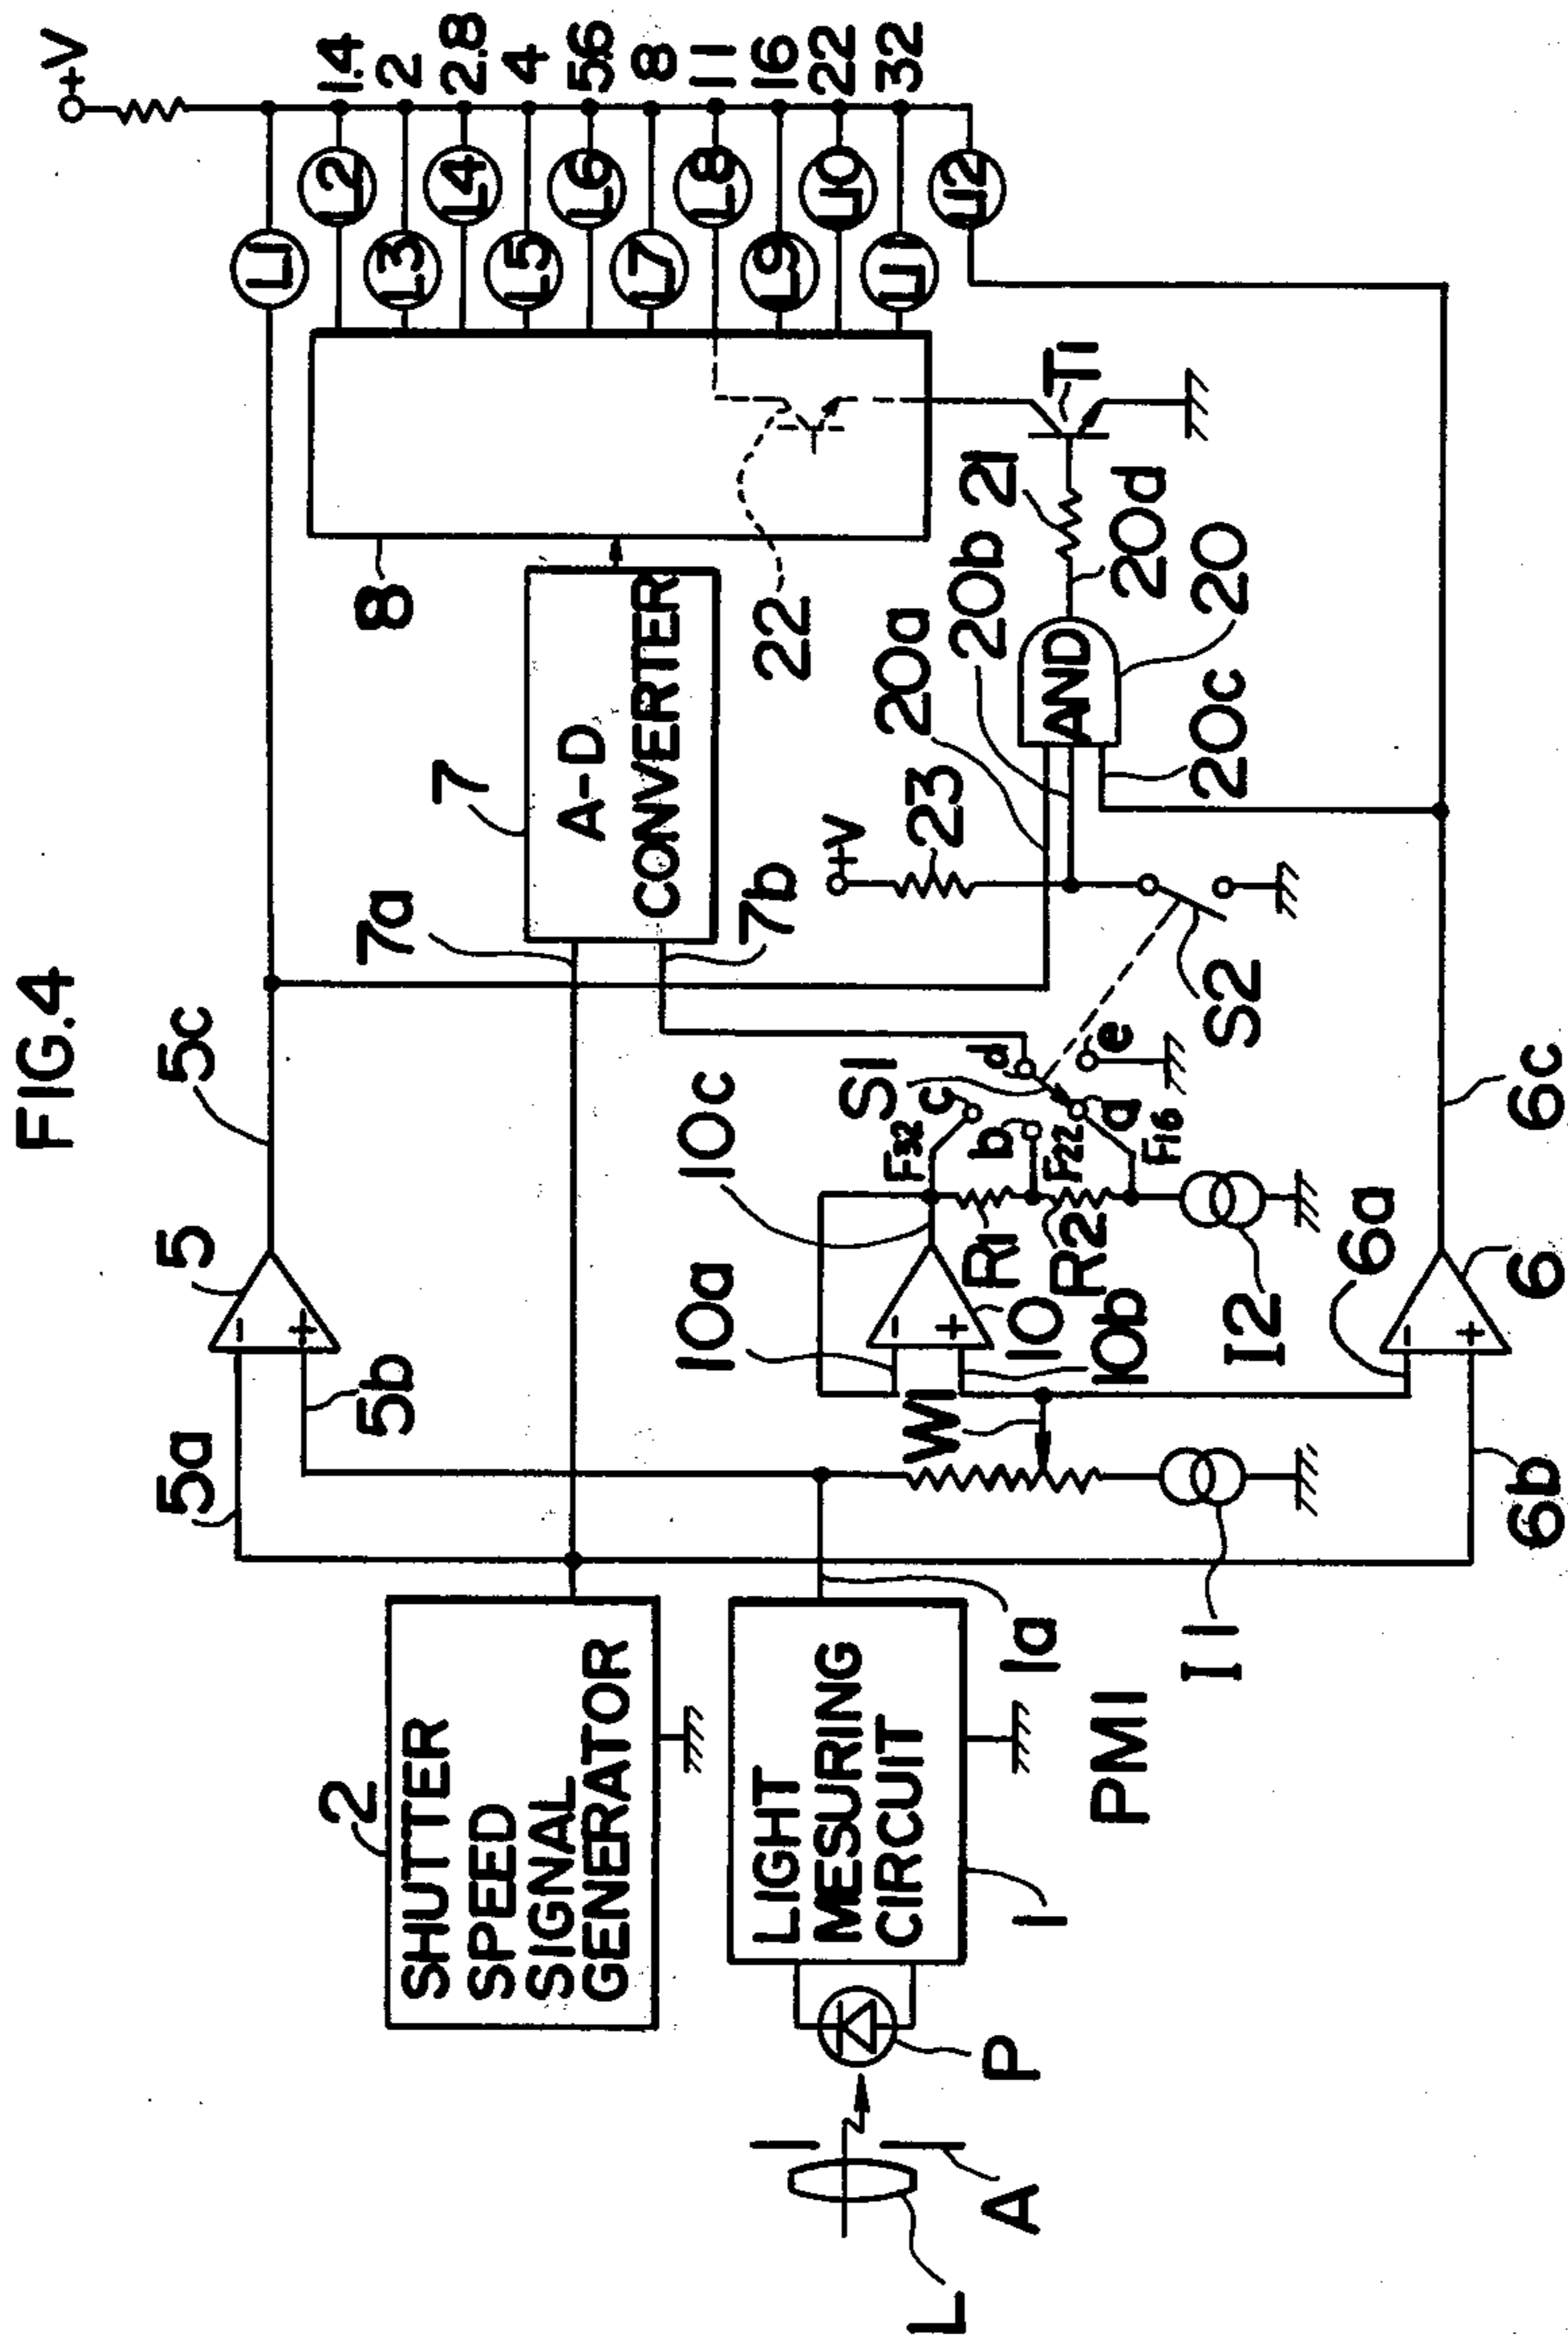 FIG.4
2
SHUTTER
SPEED
SIGNAL
GENERATOR
LIGHT
MESURING
CIRCUIT
1
1a
PM1
P
A
L
5a
5b
5
5c
-
+
7a
7b
7
A-D
CONVERTER
8
22
10a
10b
10
10c
-
+
W1
I1
R1
R2
I2
F32
F22
F16
S1
c
b
a
d
e
S2
+V
23
20a
20b
20c
20d
20
AND
21
T1
6a
6b
6
6c
-
+
+V
L1
L2
L3
L4
L5
L6
L7
L8
L9
L10
L11
L12
1.4
2
2.8
4
5.6
8
11
16
22
32